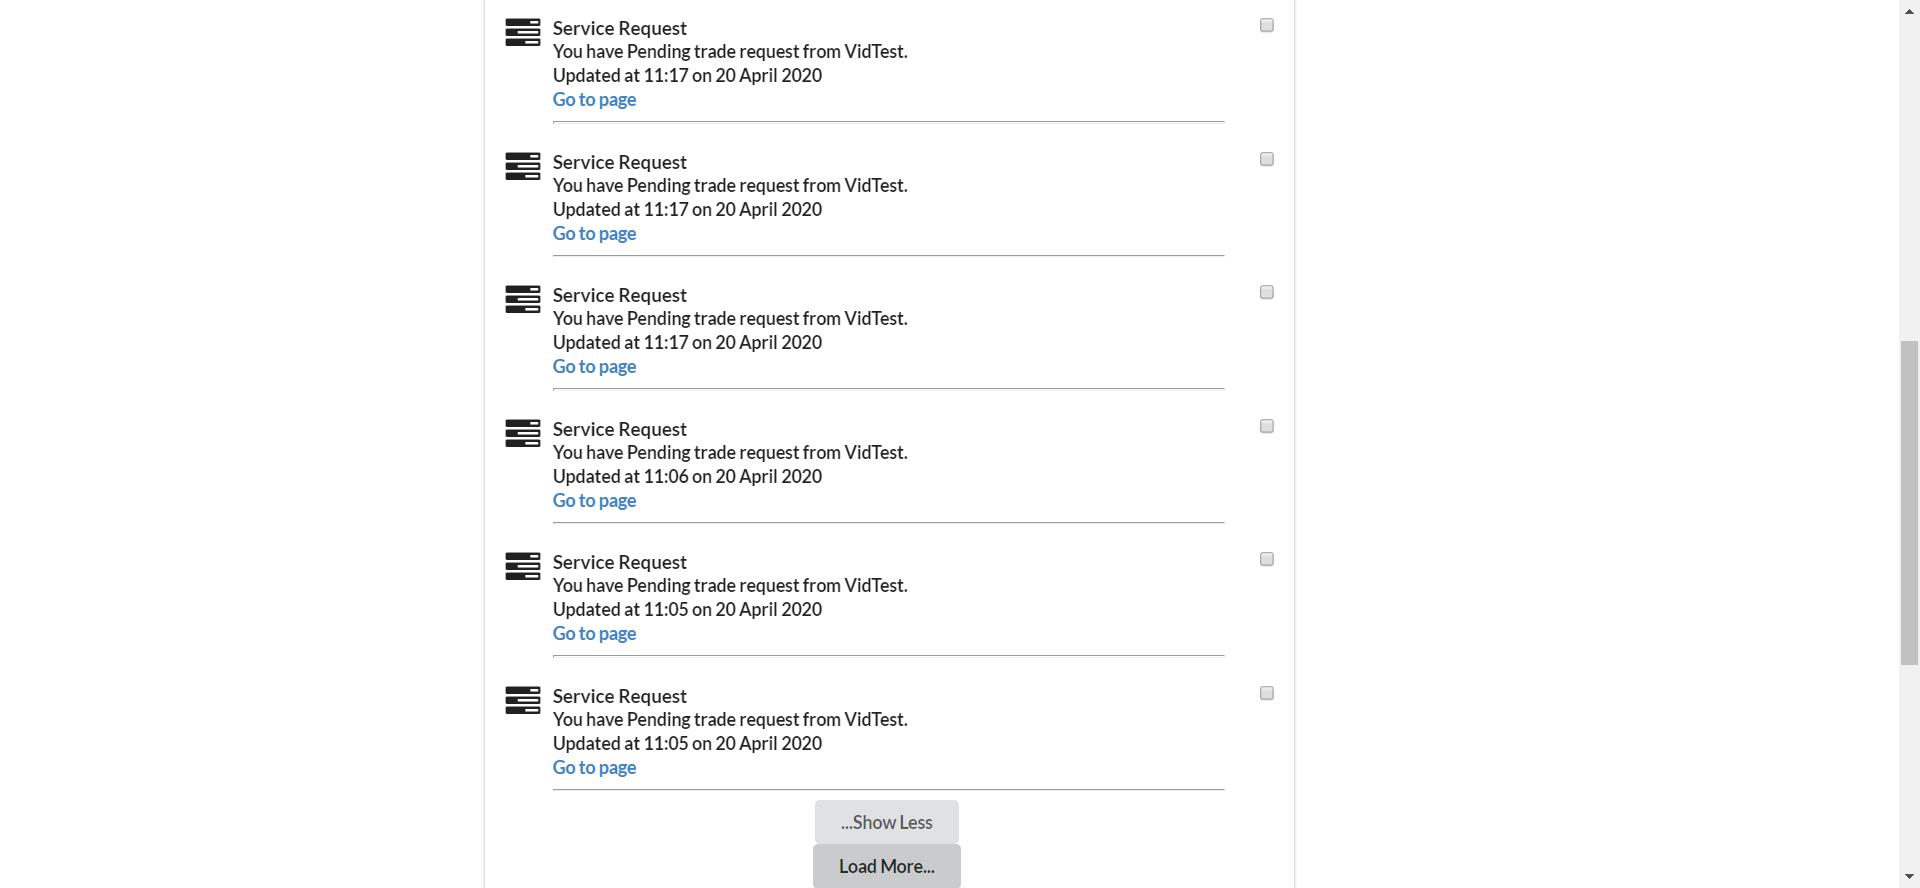 Service Request
You have Pending trade request from VidTest.
Updated at 11:17 on 20 April 2020
Go to page
Service Request
You have Pending trade request from VidTest.
Updated at 11:17 on 20 April 2020
Go to page
Service Request
You have Pending trade request from VidTest.
Updated at 11:17 on 20 April 2020
Go to page
Service Request
You have Pending trade request from VidTest.
Updated at 11:06 on 20 April 2020
Go to page
Service Request
You have Pending trade request from VidTest.
Updated at 11:05 on 20 April 2020
Go to page
Service Request
You have Pending trade request from VidTest.
Updated at 11:05 on 20 April 2020
Go to page
...Show Less
Load More...